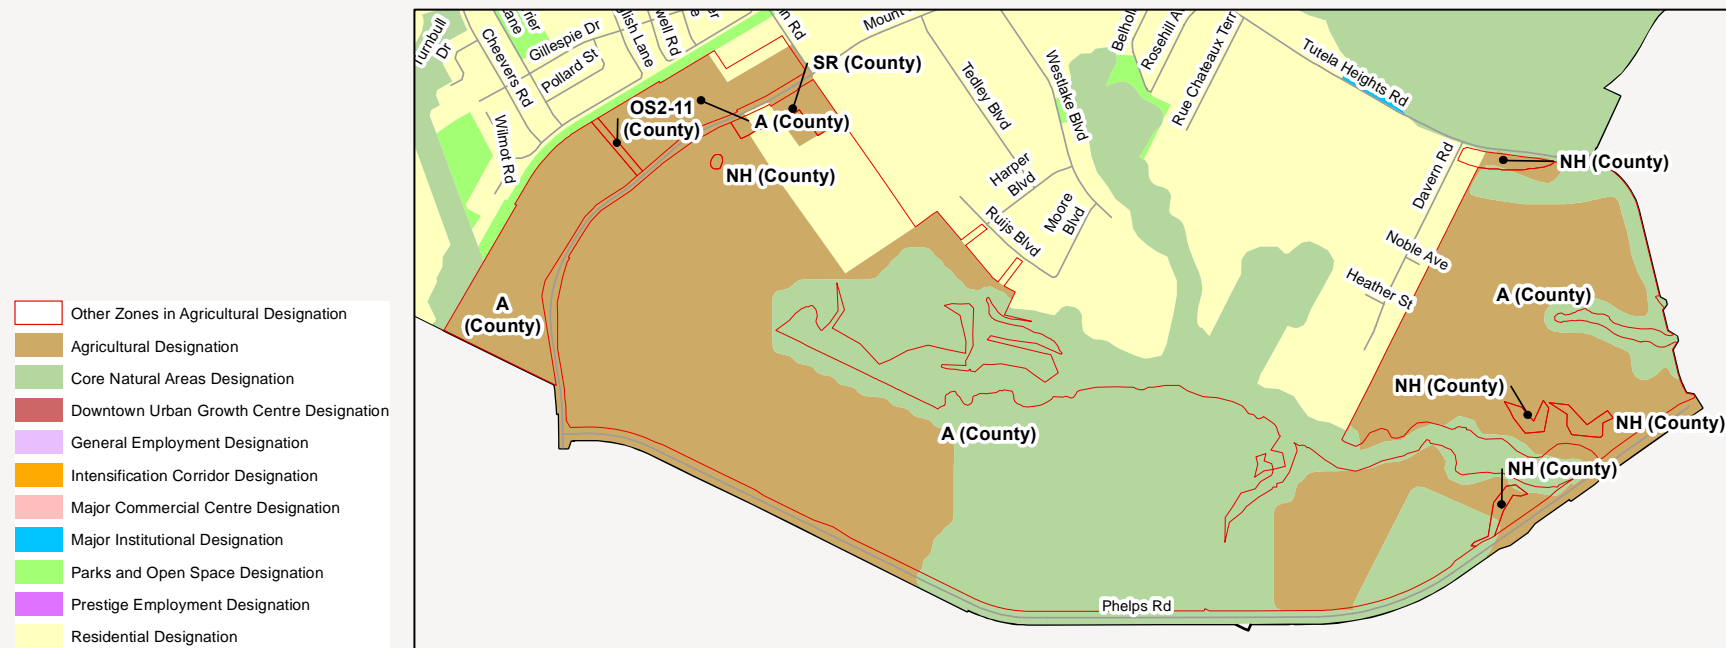 Other Zones in Agricultural Designation
Agricultural Designation
Core Natural Areas Designation
Downtown Urban Growth Centre Designation
General Employment Designation
Intensification Corridor Designation
Major Commercial Centre Designation
Major Institutional Designation
Parks and Open Space Designation
Prestige Employment Designation
Residential Designation
Turnbull
Dr
Cheevers Rd
Gillespie Dr
Pollard St
Wilmot Rd
Mount
Tedley Blvd
Westlake Blvd
Harper
Blvd
Moore
Blvd
Ruijs Blvd
Rosehill
Rue Chateaux Terr
Tutela Heights Rd
Davern Rd
Noble Ave
Heather St
Phelps Rd
SR (County)
OS2-11
(County)
A (County)
NH (County)
A
(County)
A (County)
NH (County)
A (County)
NH (County)
NH (County)
NH (County)